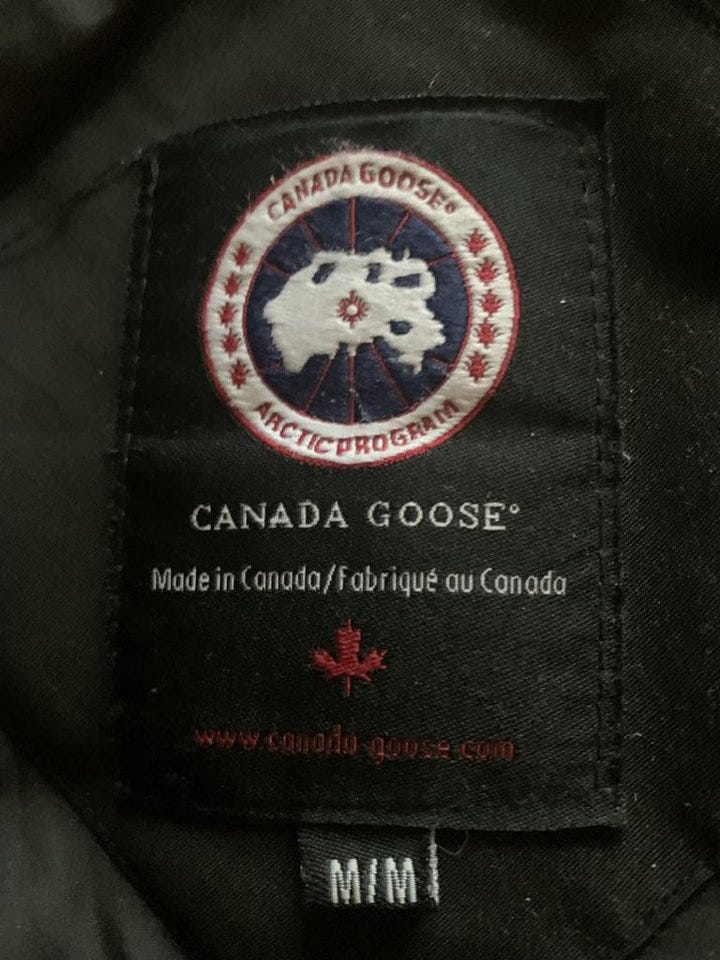 CANADA GOOSE®
ARCTIC PROGRAM
CANADA GOOSE®
Made in Canada/Fabriqué au Canada
www.canada-goose.com
M/M